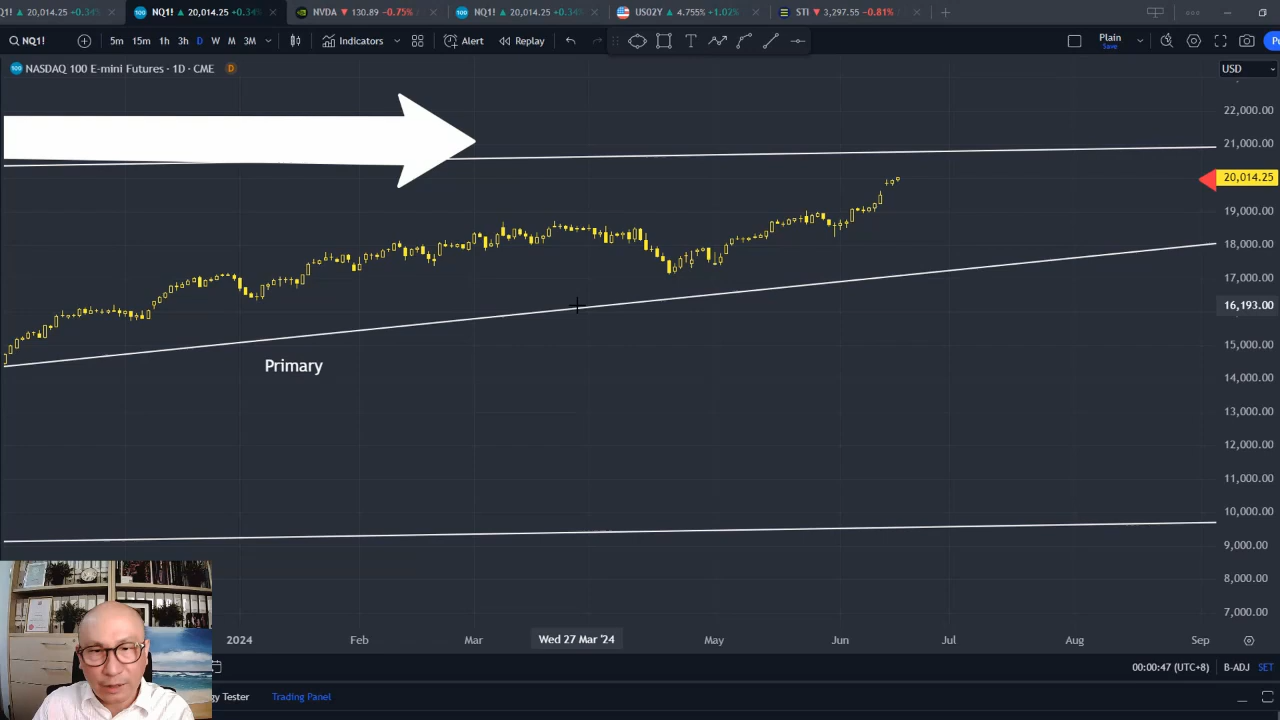 Q1! ▲ 20,014.25 +0.34%
NQ1! ▲ 20,014.25 +0.34%
NVDA ▼ 130.89 −0.75%
NQ1! ▲ 20,014.25 +0.34%
US02Y ▲ 4.755% +1.02%
STI ▼ 3,297.55 −0.81%
NQ1!
5m 15m 1h 3h D W M 3M
Indicators
Alert
Replay
Plain
Save
NASDAQ 100 E-mini Futures · 1D · CME D
USD
22,000.00
21,000.00
20,014.25
19,000.00
18,000.00
17,000.00
16,193.00
15,000.00
14,000.00
13,000.00
12,000.00
11,000.00
10,000.00
9,000.00
8,000.00
7,000.00
Primary
2024 Feb Mar Wed 27 Mar '24 May Jun Jul Aug Sep
00:00:47 (UTC+8) B-ADJ SET
gy Tester Trading Panel